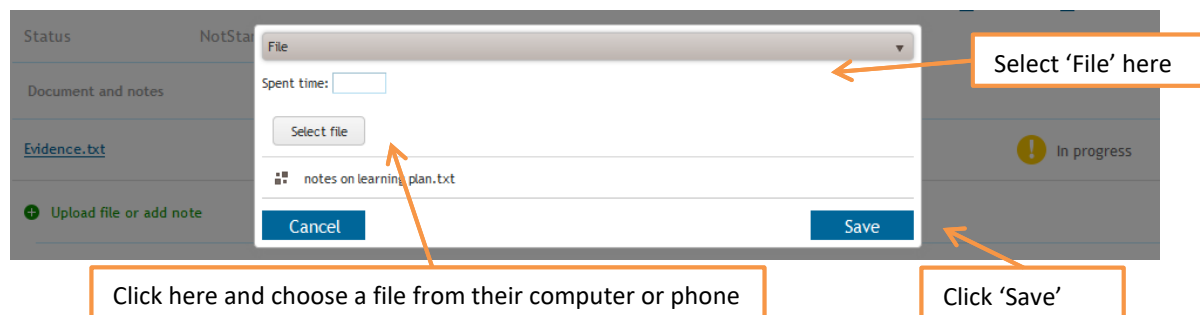 Status
NotStar
File
Select 'File' here
Spent time:
Document and notes
Select file
Evidence.txt
In progress
notes on learning plan.txt
Upload file or add note
Cancel
Save
Click here and choose a file from their computer or phone
Click 'Save'